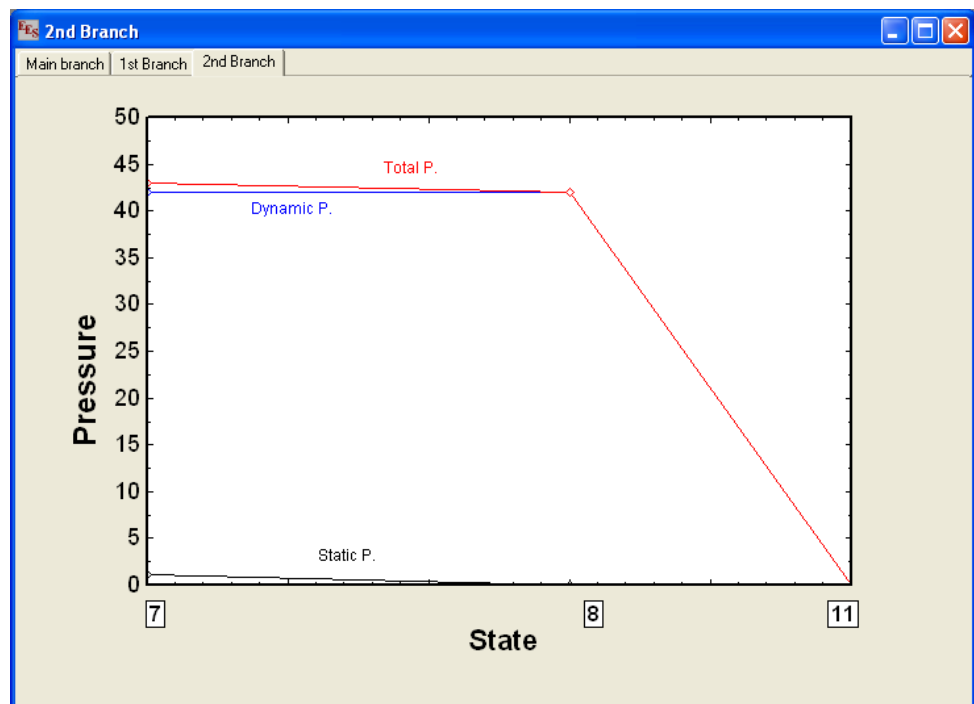 EES 2nd Branch
Main branch 1st Branch 2nd Branch
50
45
40
35
30
25
20
15
10
5
0
Pressure
Total P.
Dynamic P.
Static P.
7 8 11
State